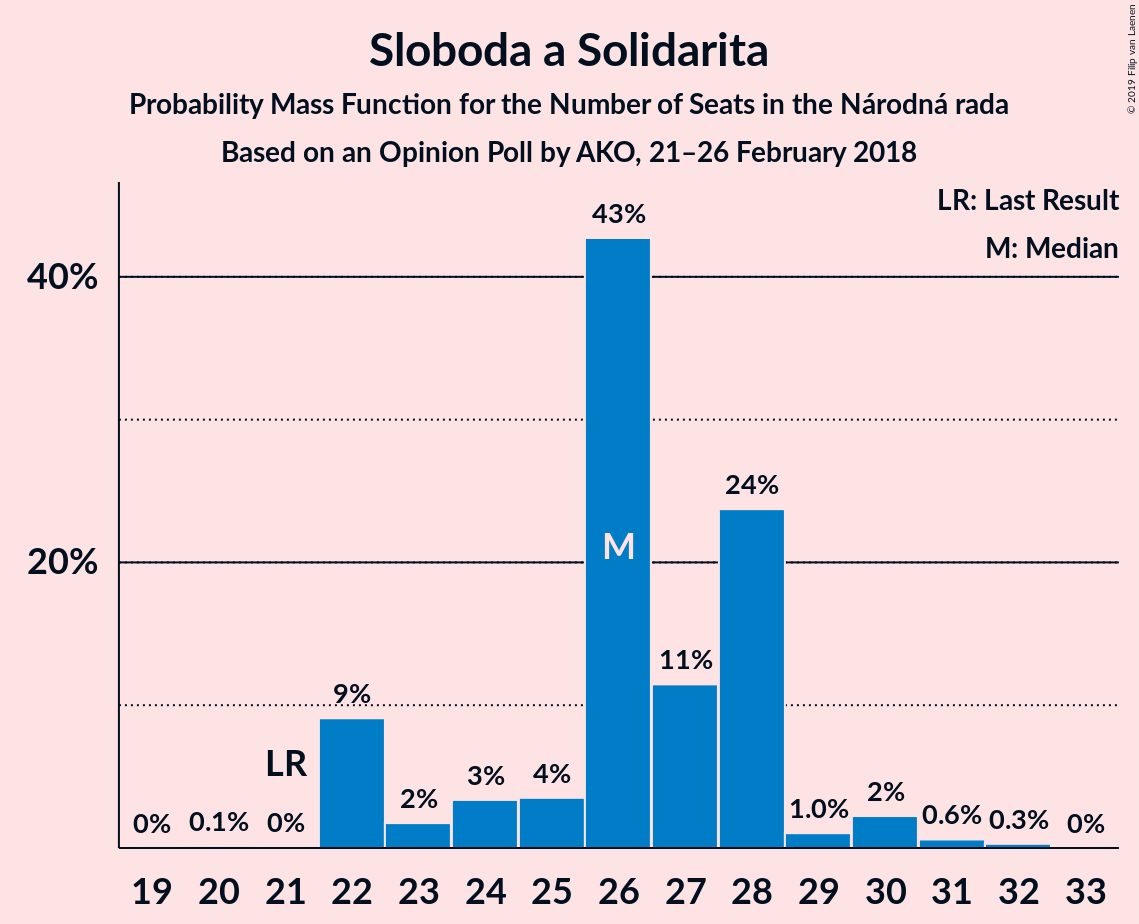 Sloboda a Solidarita
Probability Mass Function for the Number of Seats in the Národná rada
Based on an Opinion Poll by AKO, 21–26 February 2018
© 2019 Filip van Laenen
LR: Last Result
M: Median
40%
20%
0%
0.1%
LR
0%
9%
2%
3%
4%
43%
M
11%
24%
1.0%
2%
0.6%
0.3%
0%
19 20 21 22 23 24 25 26 27 28 29 30 31 32 33